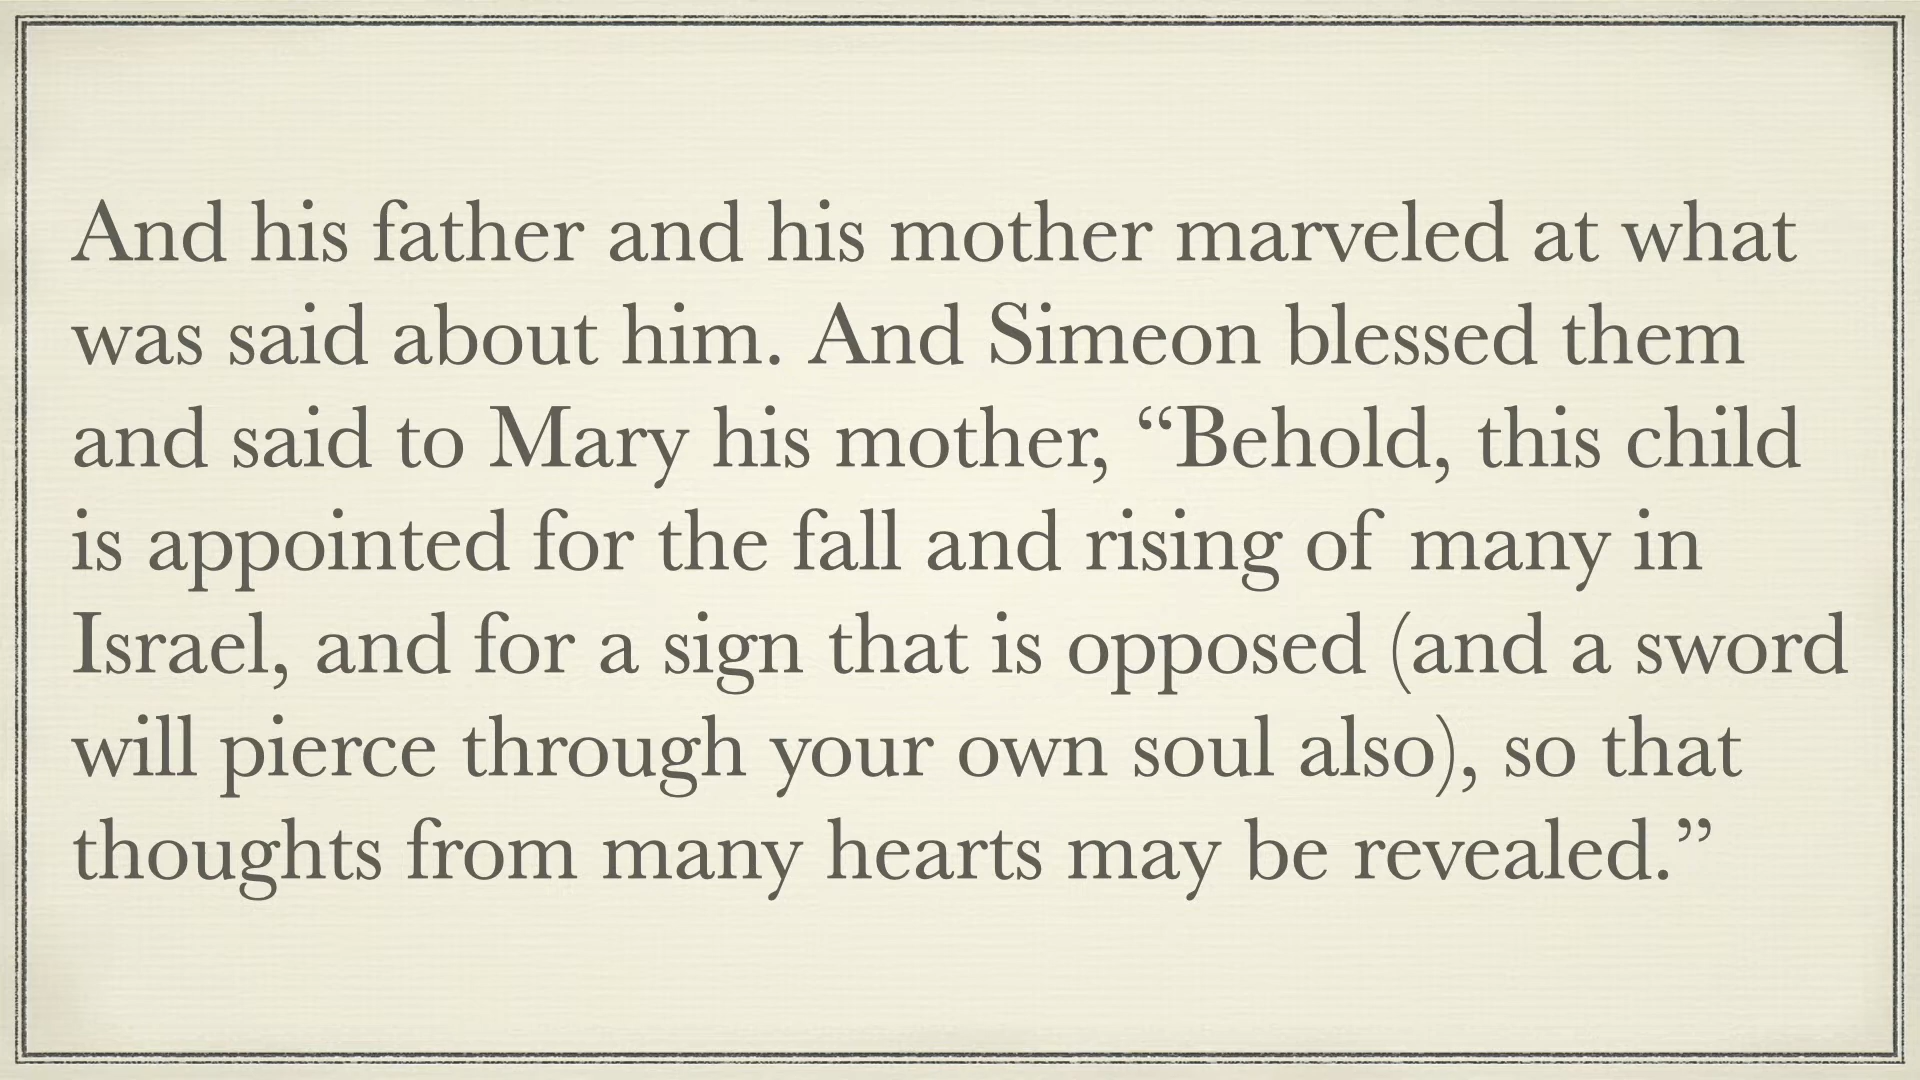 And his father and his mother marveled at what
was said about him. And Simeon blessed them
and said to Mary his mother, “Behold, this child
is appointed for the fall and rising of many in
Israel, and for a sign that is opposed (and a sword
will pierce through your own soul also), so that
thoughts from many hearts may be revealed.”